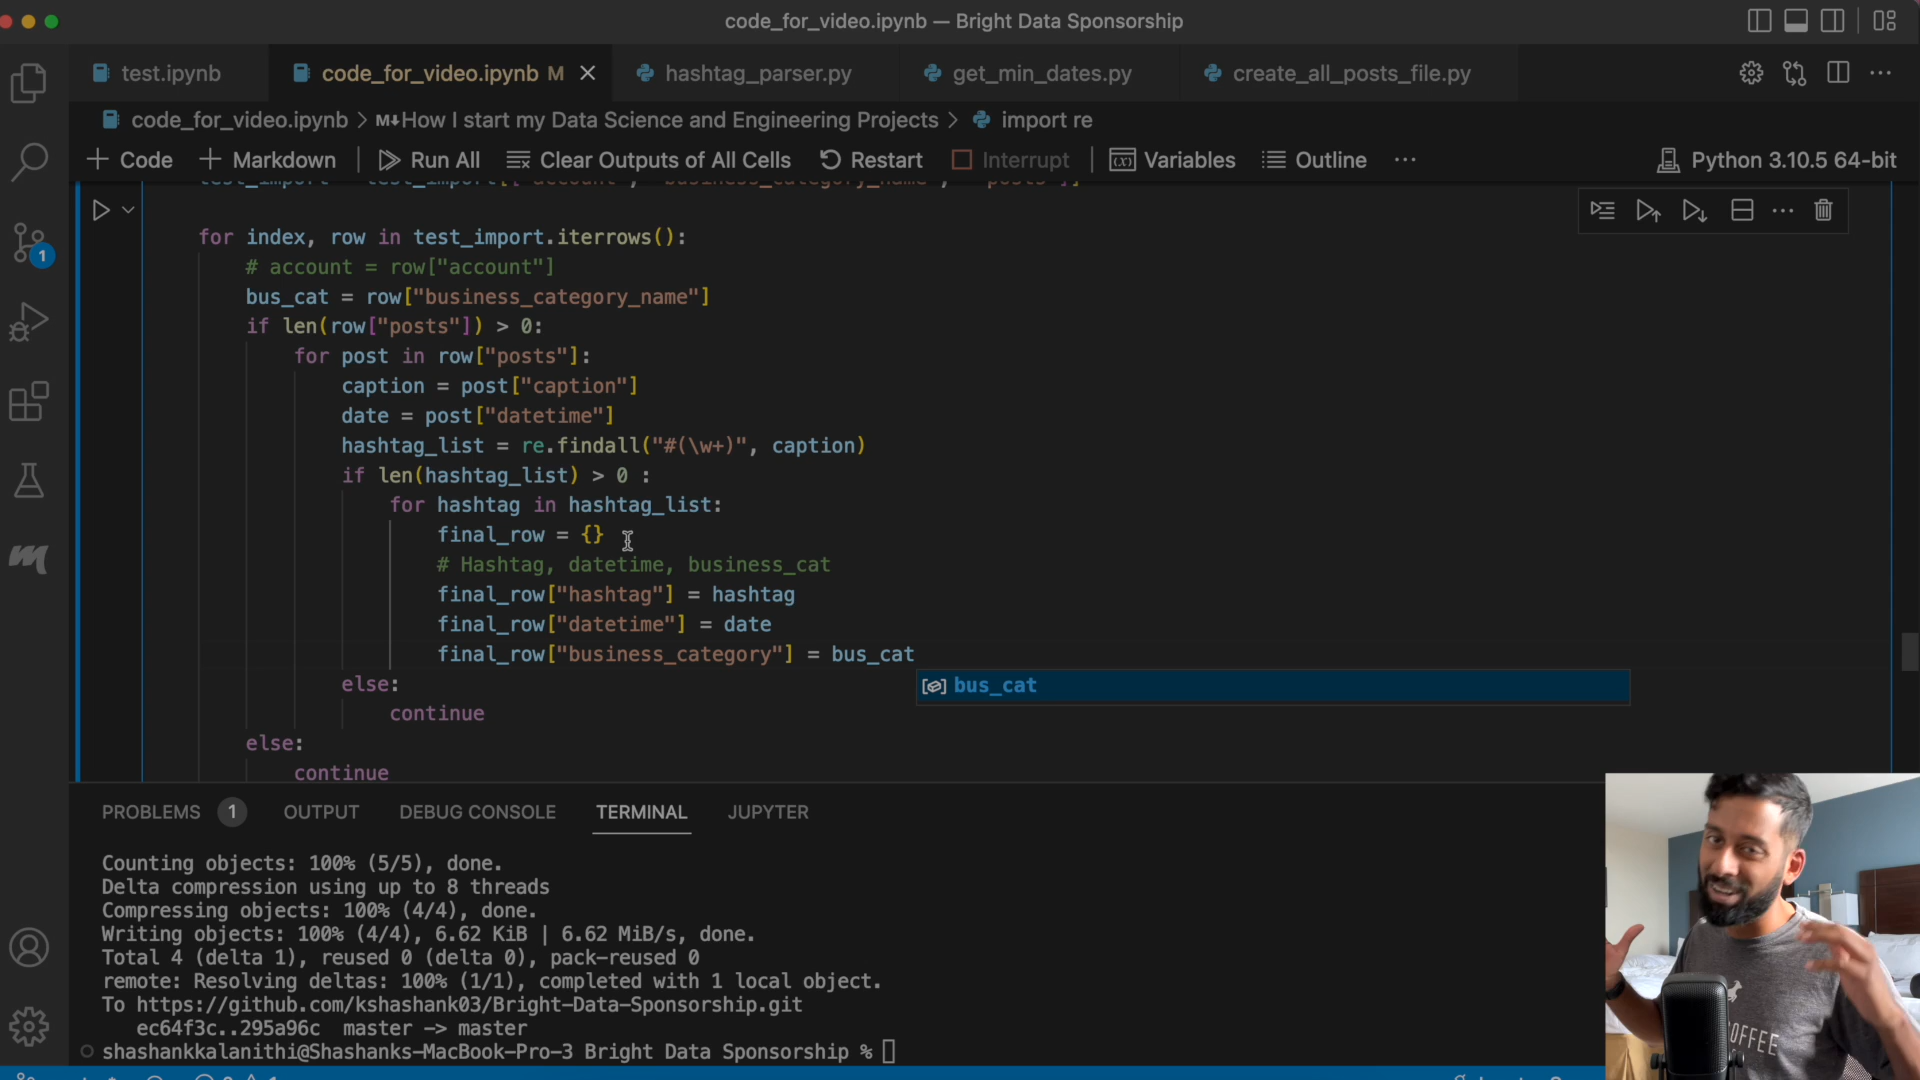 code_for_video.ipynb — Bright Data Sponsorship
test.ipynb
code_for_video.ipynb M
hashtag_parser.py
get_min_dates.py
create_all_posts_file.py
code_for_video.ipynb > M↓How I start my Data Science and Engineering Projects > import re
+ Code + Markdown Run All Clear Outputs of All Cells Restart Interrupt Variables Outline ... Python 3.10.5 64-bit
test_import = test_import[["account", "business_category_name", "posts"]]
for index, row in test_import.iterrows():
# account = row["account"]
bus_cat = row["business_category_name"]
if len(row["posts"]) > 0:
for post in row["posts"]:
caption = post["caption"]
date = post["datetime"]
hashtag_list = re.findall("#(\w+)", caption)
if len(hashtag_list) > 0 :
for hashtag in hashtag_list:
final_row = {}
# Hashtag, datetime, business_cat
final_row["hashtag"] = hashtag
final_row["datetime"] = date
final_row["business_category"] = bus_cat
bus_cat
else:
continue
else:
continue
1
PROBLEMS 1 OUTPUT DEBUG CONSOLE TERMINAL JUPYTER
Counting objects: 100% (5/5), done.
Delta compression using up to 8 threads
Compressing objects: 100% (4/4), done.
Writing objects: 100% (4/4), 6.62 KiB | 6.62 MiB/s, done.
Total 4 (delta 1), reused 0 (delta 0), pack-reused 0
remote: Resolving deltas: 100% (1/1), completed with 1 local object.
To https://github.com/kshashank03/Bright-Data-Sponsorship.git
ec64f3c..295a96c master -> master
shashankkalanithi@Shashanks-MacBook-Pro-3 Bright Data Sponsorship %